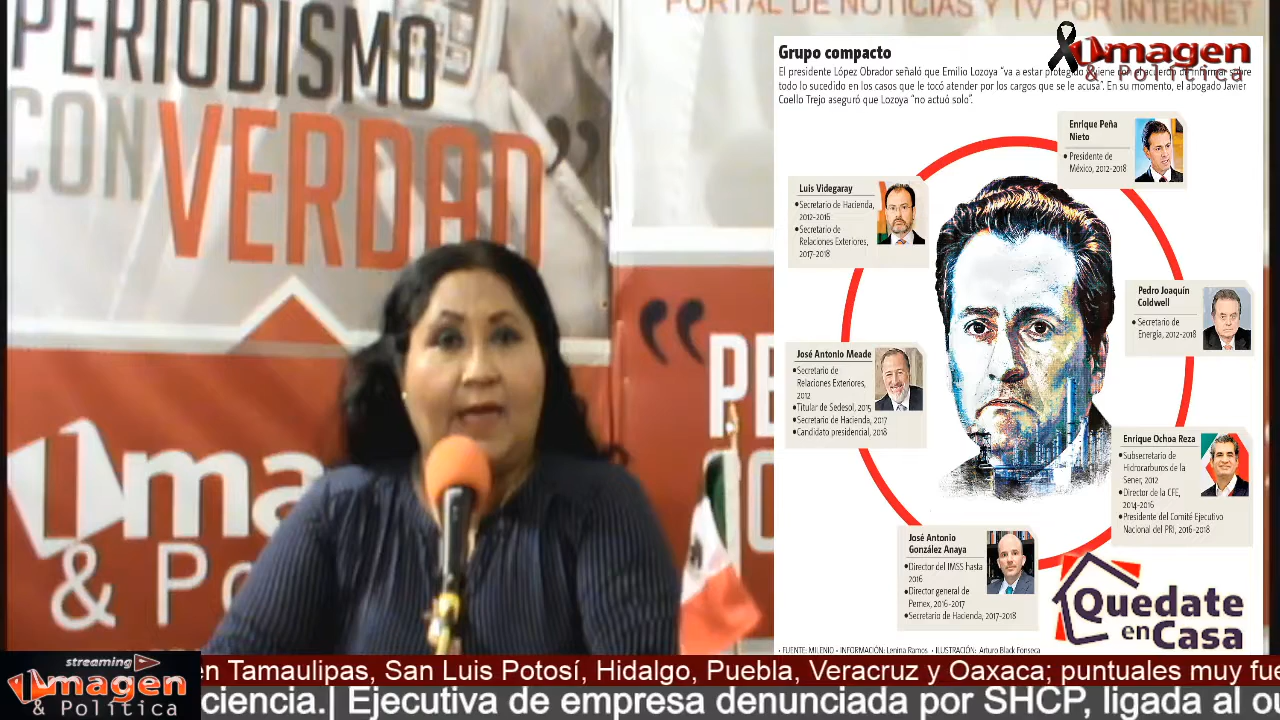 PERIODISMO
CON VERDAD”
PORTAL DE NOTICIAS Y TV POR INTERNET
Imagen
& Política
Grupo compacto
El presidente López Obrador señaló que Emilio Lozoya “va a estar
todo lo sucedido en los casos que le tocó atender por los cargos que se le acusa”. En su momento, el abogado Javier
Coello Trejo aseguró que Lozoya “no actuó solo”.
Enrique Peña
Nieto
•Presidente de
México, 2012-2018
Luis Videgaray
•Secretario de Hacienda,
2012-2016
•Secretario de
Relaciones Exteriores,
2017-2018
Pedro Joaquín
Coldwell
•Secretario de
Energía, 2012-2018
José Antonio Meade
•Secretario de
Relaciones Exteriores,
2012
•Titular de Sedesol, 2015
•Secretario de Hacienda, 2017
•Candidato presidencial, 2018
Enrique Ochoa Reza
•Subsecretario de
Hidrocarburos de la
Sener, 2012
•Director de la CFE,
2014-2016
•Presidente del Comité Ejecutivo
Nacional del PRI, 2016-2018
José Antonio
González Anaya
•Director del IMSS hasta
2016
•Director general de
Pemex, 2016-2017
•Secretario de Hacienda, 2017-2018
Quedate
en Casa
• FUENTE: MILENIO • INFORMACIÓN: Lenina Ramos • ILUSTRACIÓN: Arturo Black Fonseca
“PE
Ima
& Po
streaming
Imagen
& Política
en Tamaulipas, San Luis Potosí, Hidalgo, Puebla, Veracruz y Oaxaca; puntuales muy fue
ciencia.| Ejecutiva de empresa denunciada por SHCP, ligada al ou